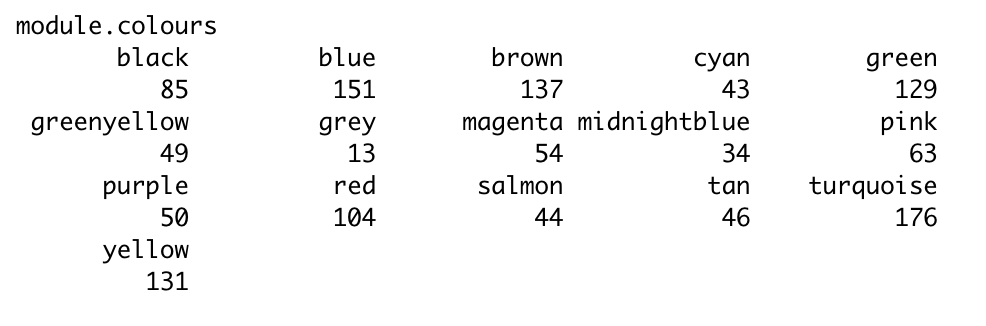 module.colours
black blue brown cyan green
85 151 137 43 129
greenyellow grey magenta midnightblue pink
49 13 54 34 63
purple red salmon tan turquoise
50 104 44 46 176
yellow
131